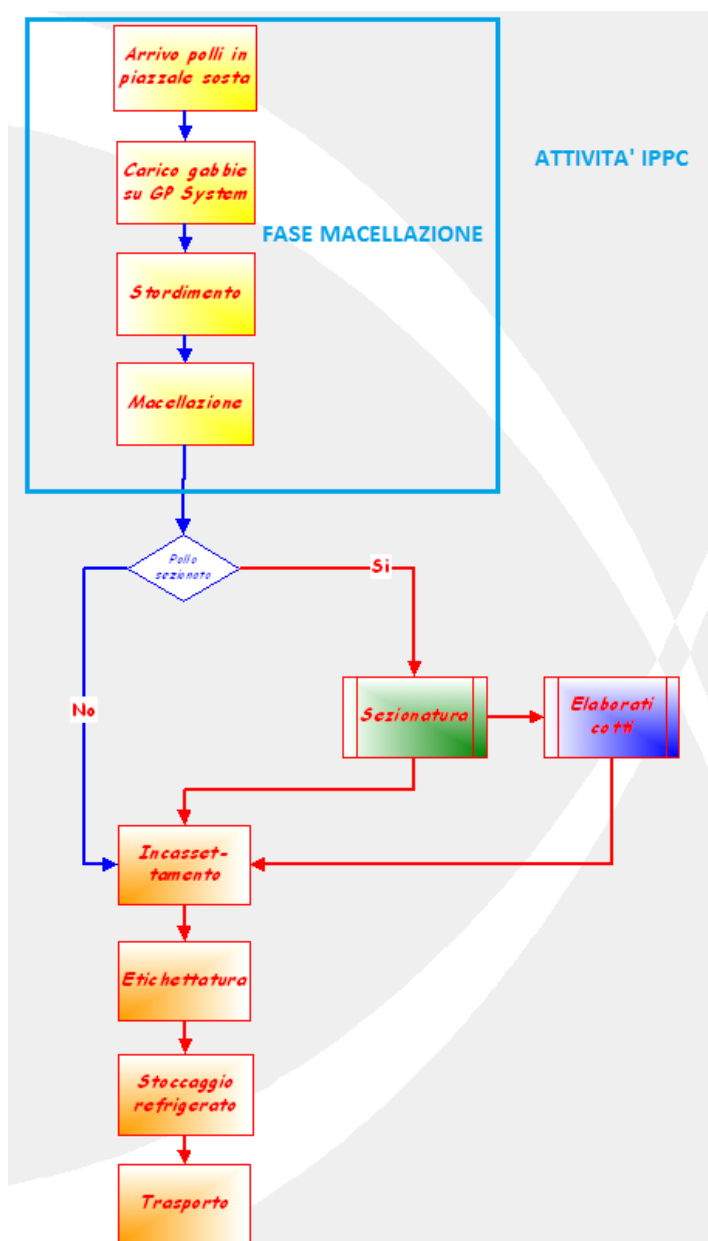 Arrivo polli in
piazzale sosta
ATTIVITA' IPPC
Carico gabbie
su GP System
FASE MACELLAZIONE
Stordimento
Macellazione
Pollo
sezionato
Si
No
Sezionatura
Elaborati
cotti
Incasset-
tamento
Etichettatura
Stoccaggio
refrigerato
Trasporto